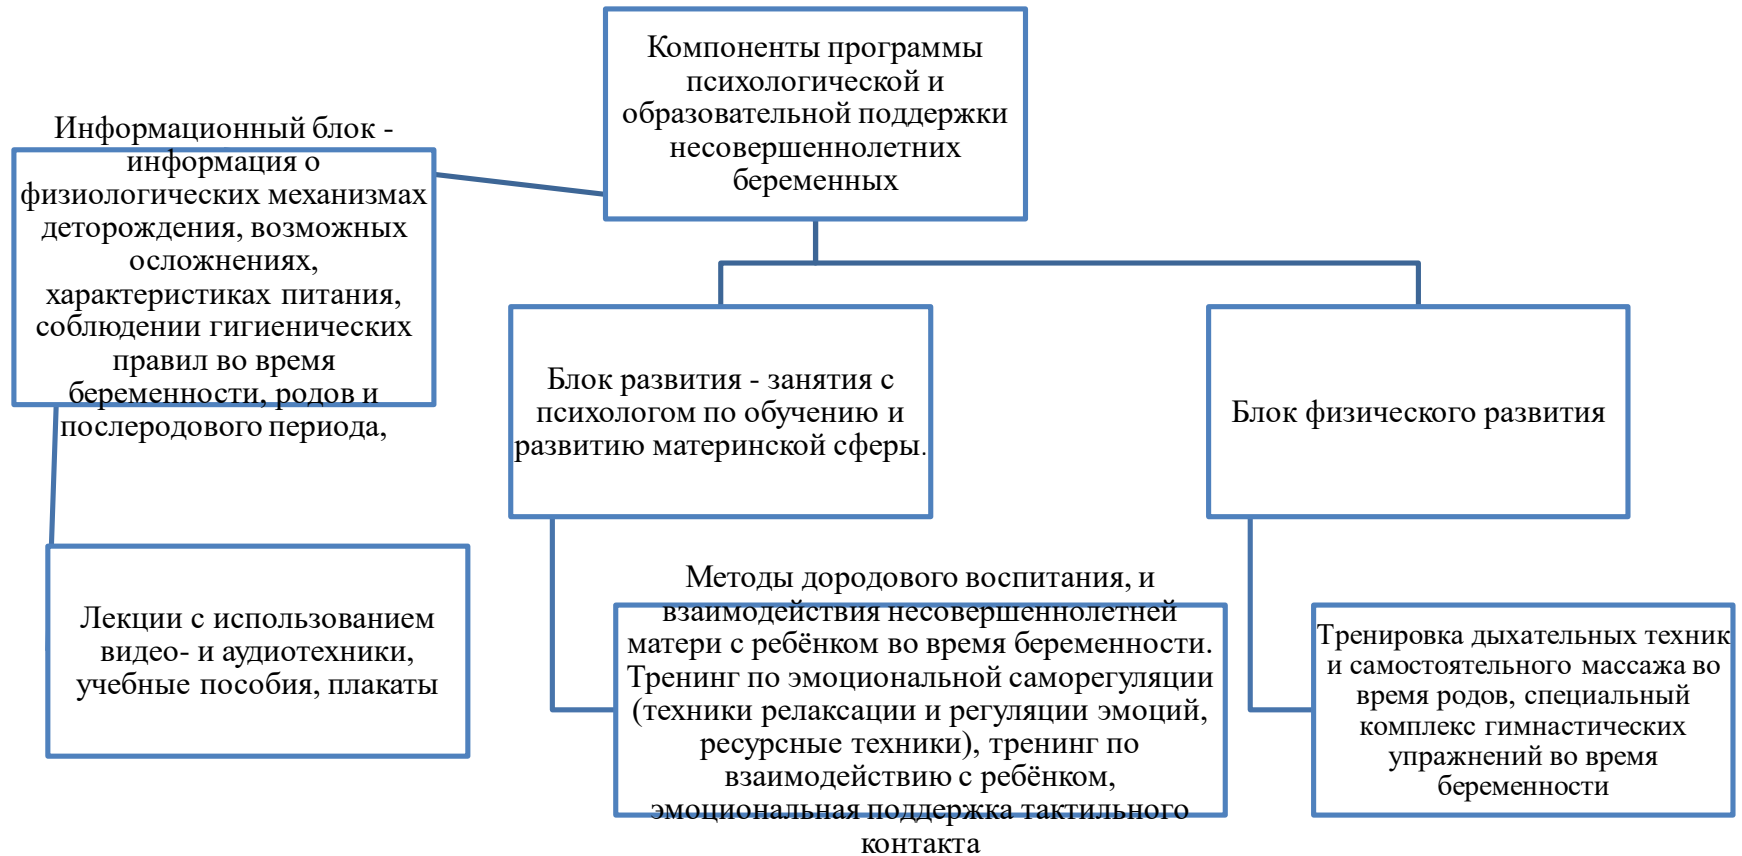 Компоненты программы
психологической и
образовательной поддержки
несовершеннолетних
беременных
Информационный блок -
информация о
физиологических механизмах
деторождения, возможных
осложнениях,
характеристиках питания,
соблюдении гигиенических
правил во время
беременности, родов и
послеродового периода,
Лекции с использованием
видео- и аудиотехники,
учебные пособия, плакаты
Блок развития - занятия с
психологом по обучению и
развитию материнской сферы.
Методы дородового воспитания, и
взаимодействия несовершеннолетней
матери с ребёнком во время беременности.
Тренинг по эмоциональной саморегуляции
(техники релаксации и регуляции эмоций,
ресурсные техники), тренинг по
взаимодействию с ребёнком,
эмоциональная поддержка тактильного
контакта
Блок физического развития
Тренировка дыхательных техник
и самостоятельного массажа во
время родов, специальный
комплекс гимнастических
упражнений во время
беременности